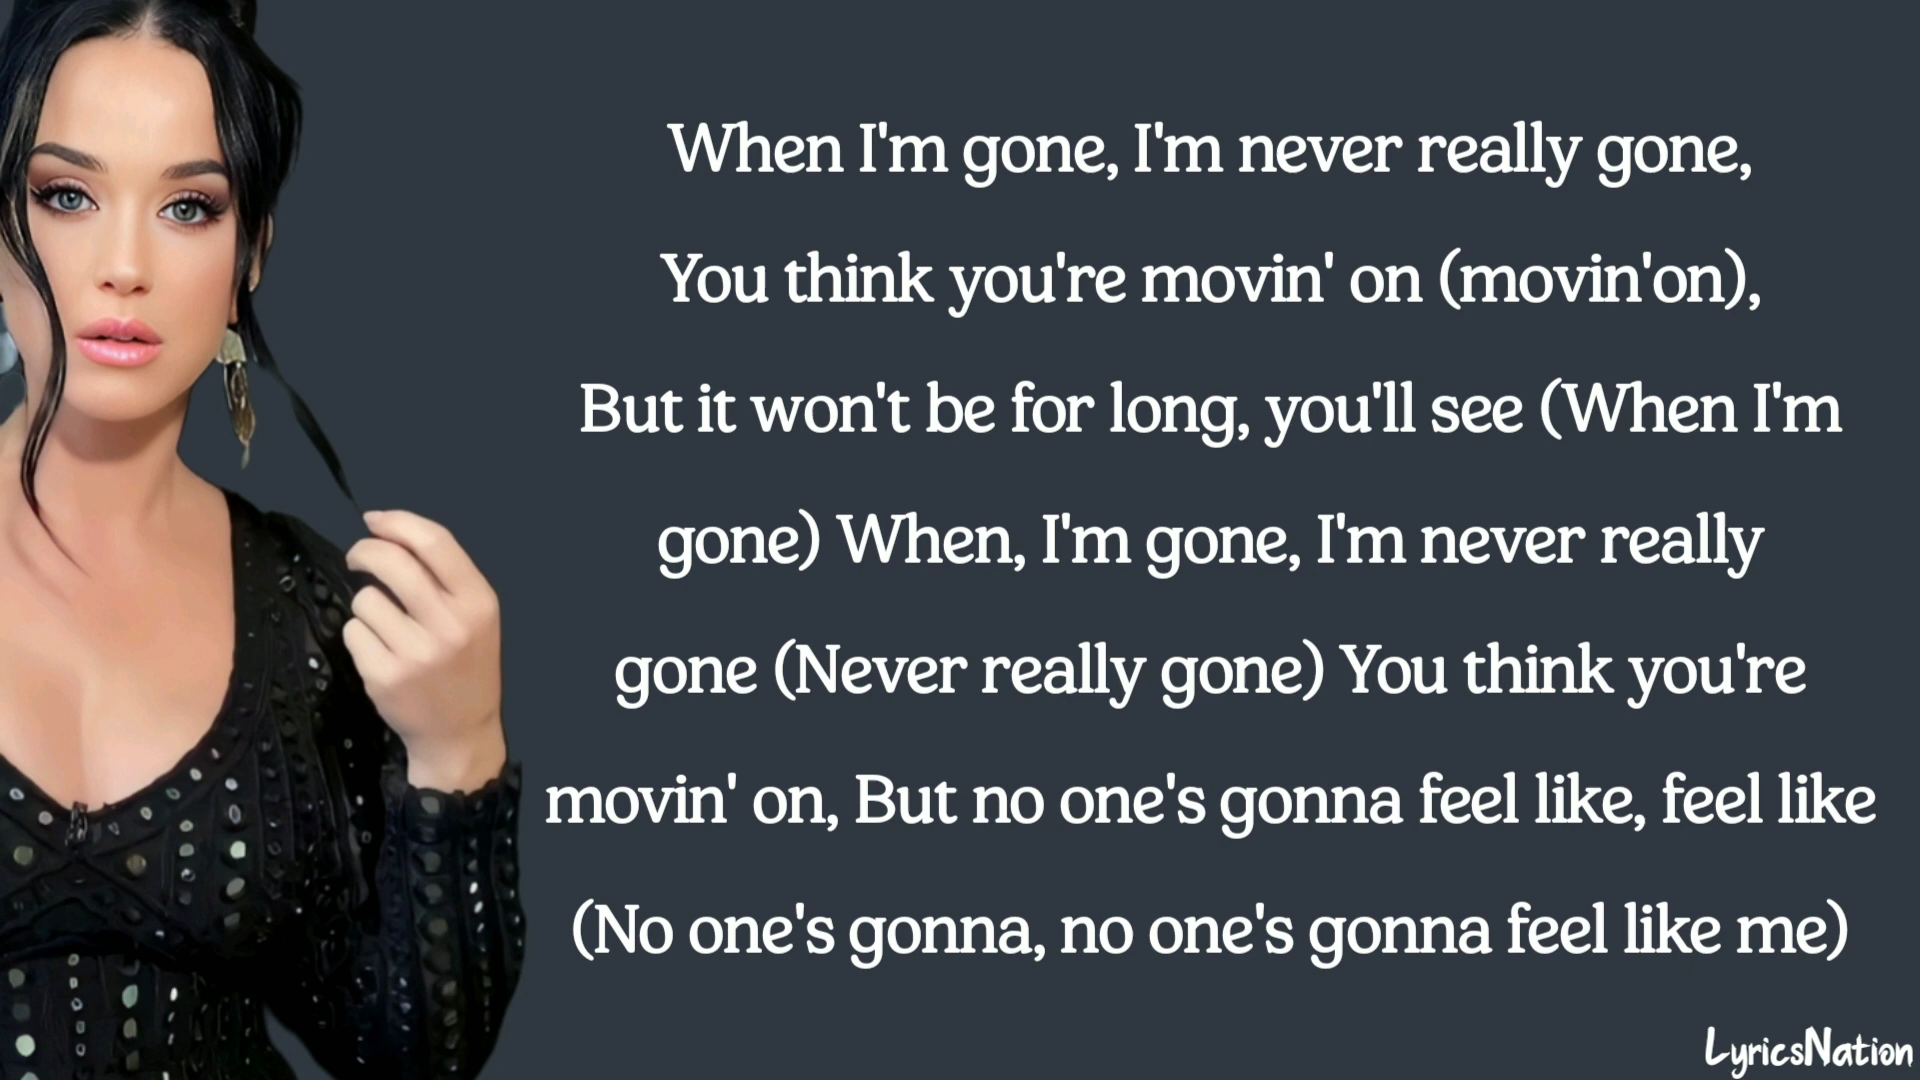 When I'm gone, I'm never really gone,
You think you're movin' on (movin'on),
But it won't be for long, you'll see (When I'm
gone) When, I'm gone, I'm never really
gone (Never really gone) You think you're
movin' on, But no one's gonna feel like, feel like
(No one's gonna, no one's gonna feel like me)
LyricsNation